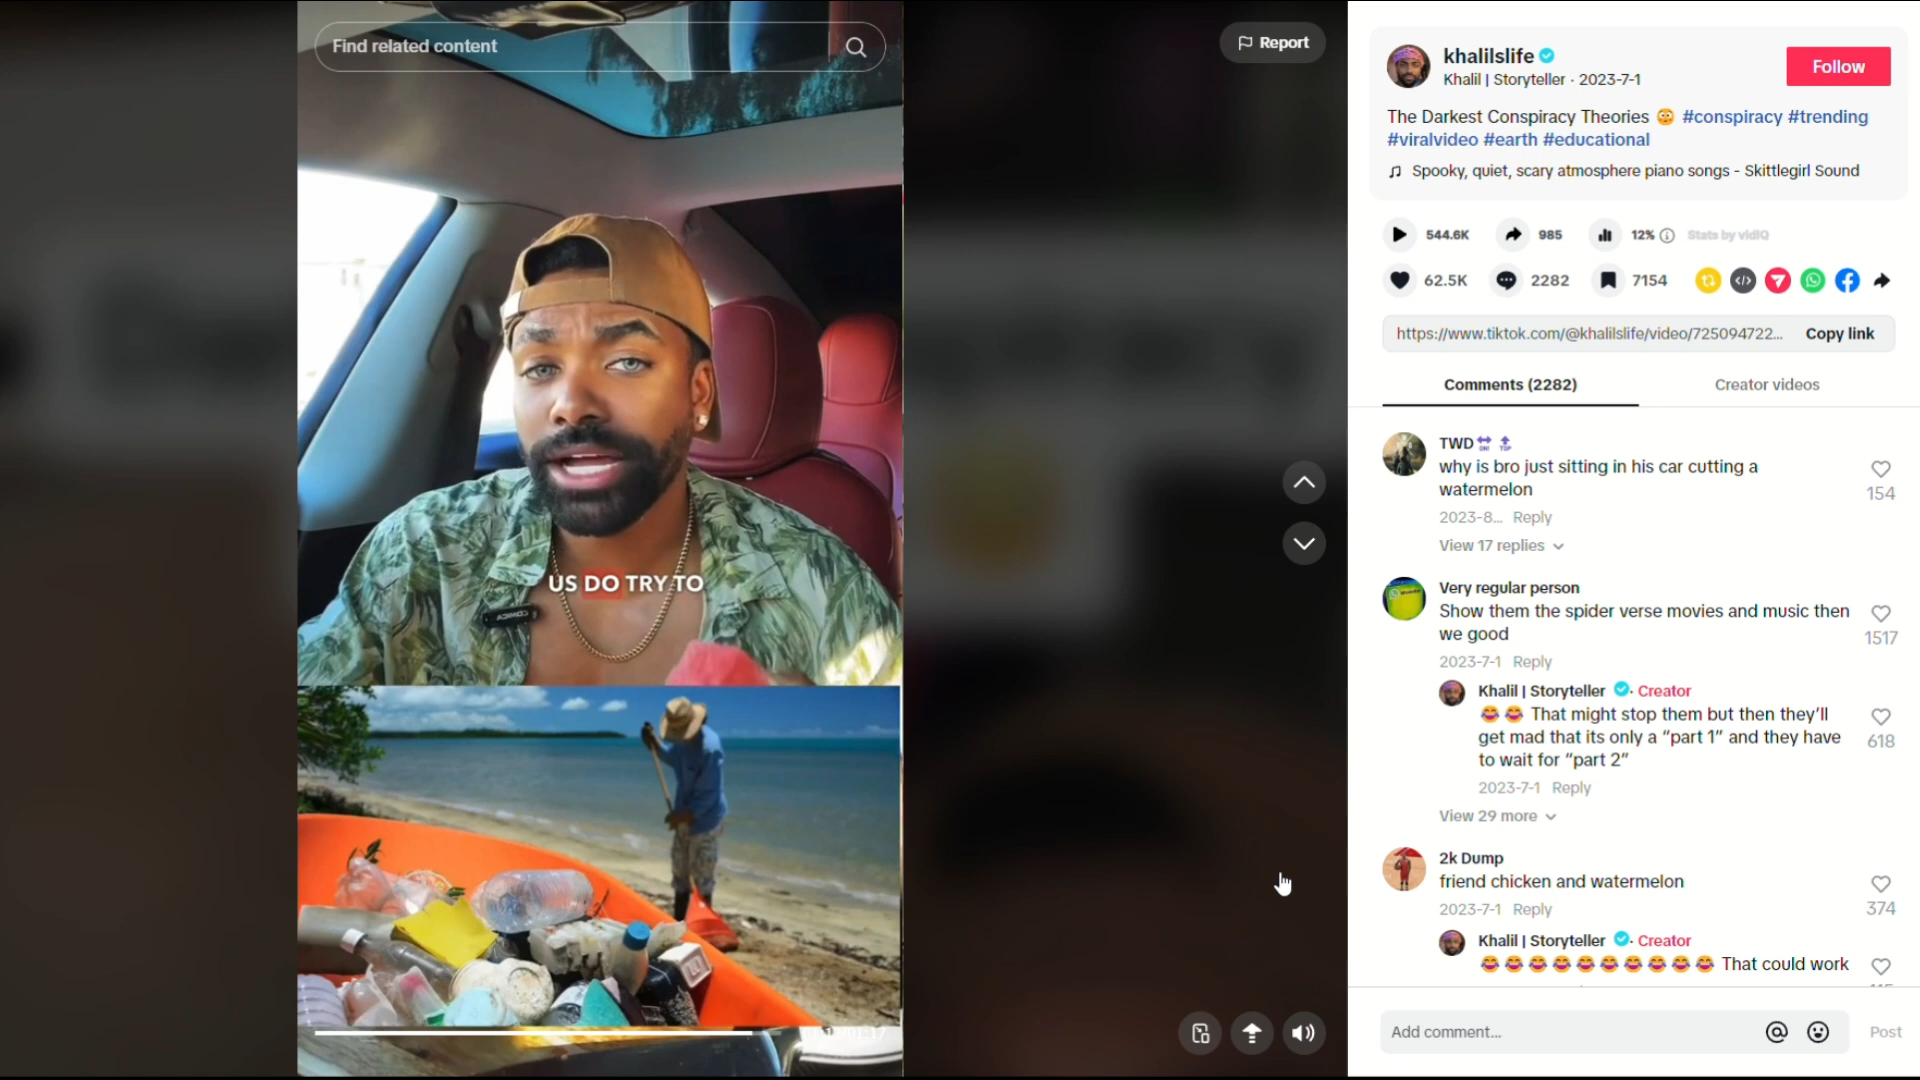 Find related content
Report
US DO TRY TO
COMICA
khalilslife
Khalil | Storyteller · 2023-7-1
Follow
The Darkest Conspiracy Theories 😳 #conspiracy #trending
#viralvideo #earth #educational
Spooky, quiet, scary atmosphere piano songs - Skittlegirl Sound
544.6K
985
12%
Stats by vidIQ
62.5K
2282
7154
https://www.tiktok.com/@khalilslife/video/725094722...
Copy link
Comments (2282)
Creator videos
TWD
why is bro just sitting in his car cutting a
watermelon
154
2023-8... Reply
View 17 replies
Very regular person
Show them the spider verse movies and music then
we good
1517
2023-7-1 Reply
Khalil | Storyteller · Creator
😂 😂 That might stop them but then they’ll
get mad that its only a “part 1” and they have
to wait for “part 2”
618
2023-7-1 Reply
View 29 more
2k Dump
friend chicken and watermelon
374
2023-7-1 Reply
Khalil | Storyteller · Creator
😂 😂 😂 😂 😂 😂 😂 😂 😂 😂 That could work
Add comment...
Post